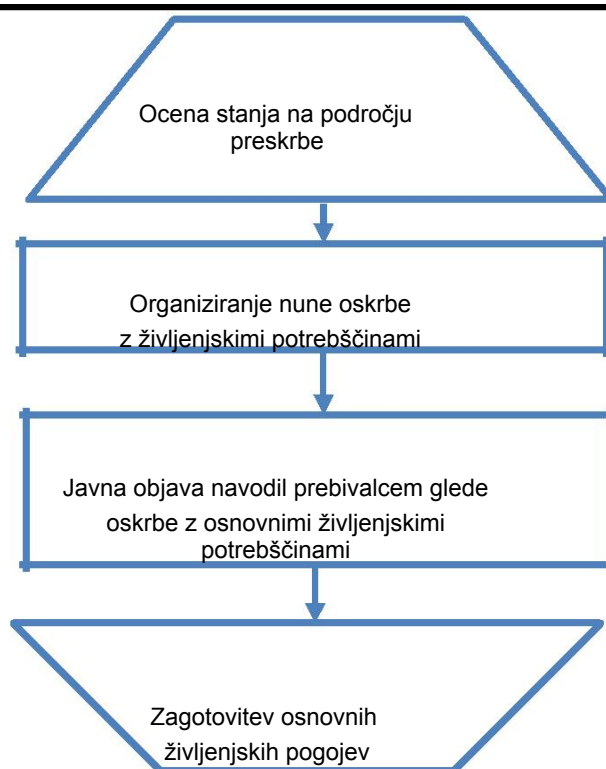 Ocena stanja na področju
preskrbe
Organiziranje nune oskrbe
z življenjskimi potrebščinami
Javna objava navodil prebivalcem glede
oskrbe z osnovnimi življenjskimi
potrebščinami
Zagotovitev osnovnih
življenjskih pogojev